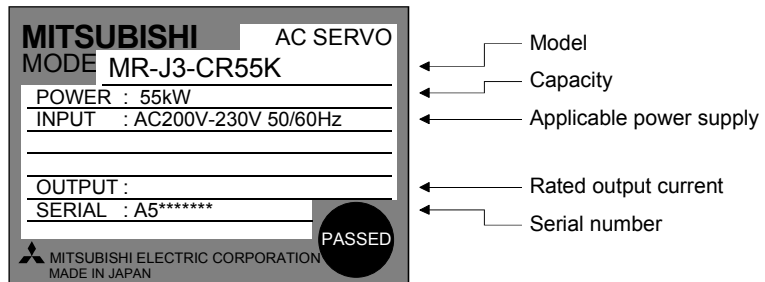 MITSUBISHI AC SERVO
MODE MR-J3-CR55K
POWER : 55kW
INPUT : AC200V-230V 50/60Hz
OUTPUT :
SERIAL : A5*******
PASSED
MITSUBISHI ELECTRIC CORPORATION
MADE IN JAPAN
Model
Capacity
Applicable power supply
Rated output current
Serial number